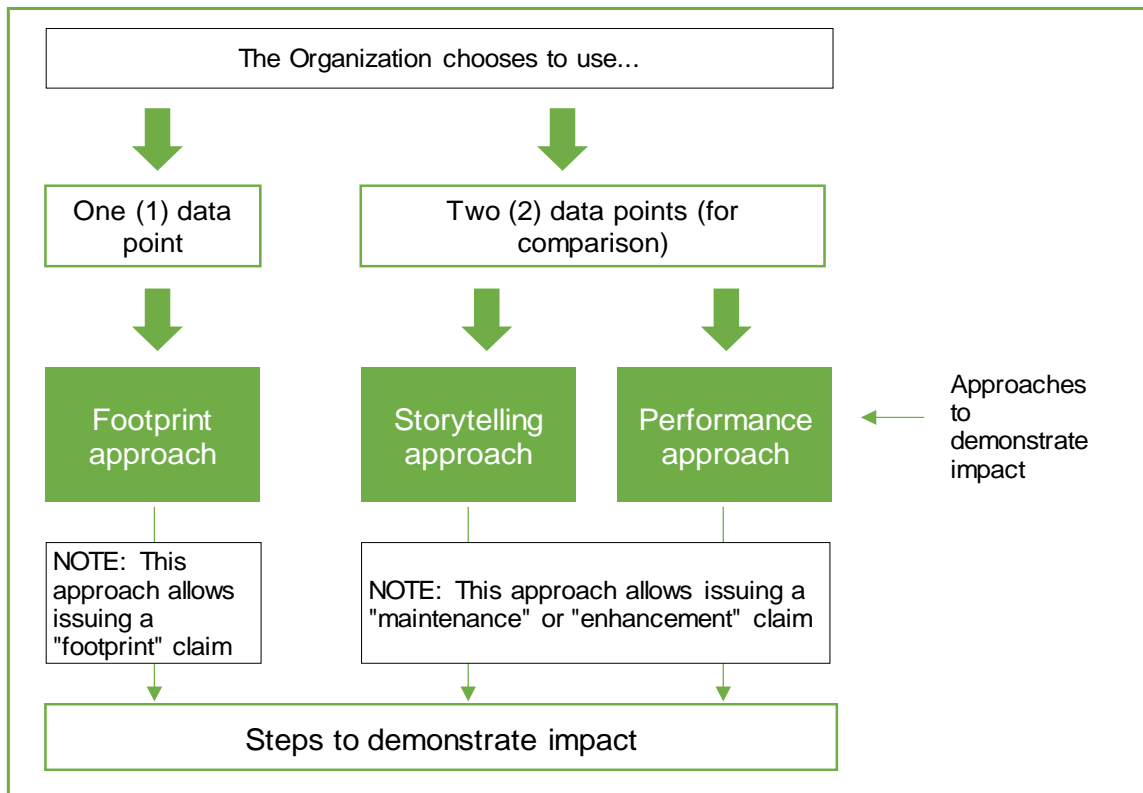 The Organization chooses to use...
One (1) data
point
Two (2) data points (for
comparison)
Footprint
approach
Storytelling
approach
Performance
approach
Approaches
to
demonstrate
impact
NOTE: This
approach allows
issuing a
"footprint" claim
NOTE: This approach allows issuing a
"maintenance" or "enhancement" claim
Steps to demonstrate impact